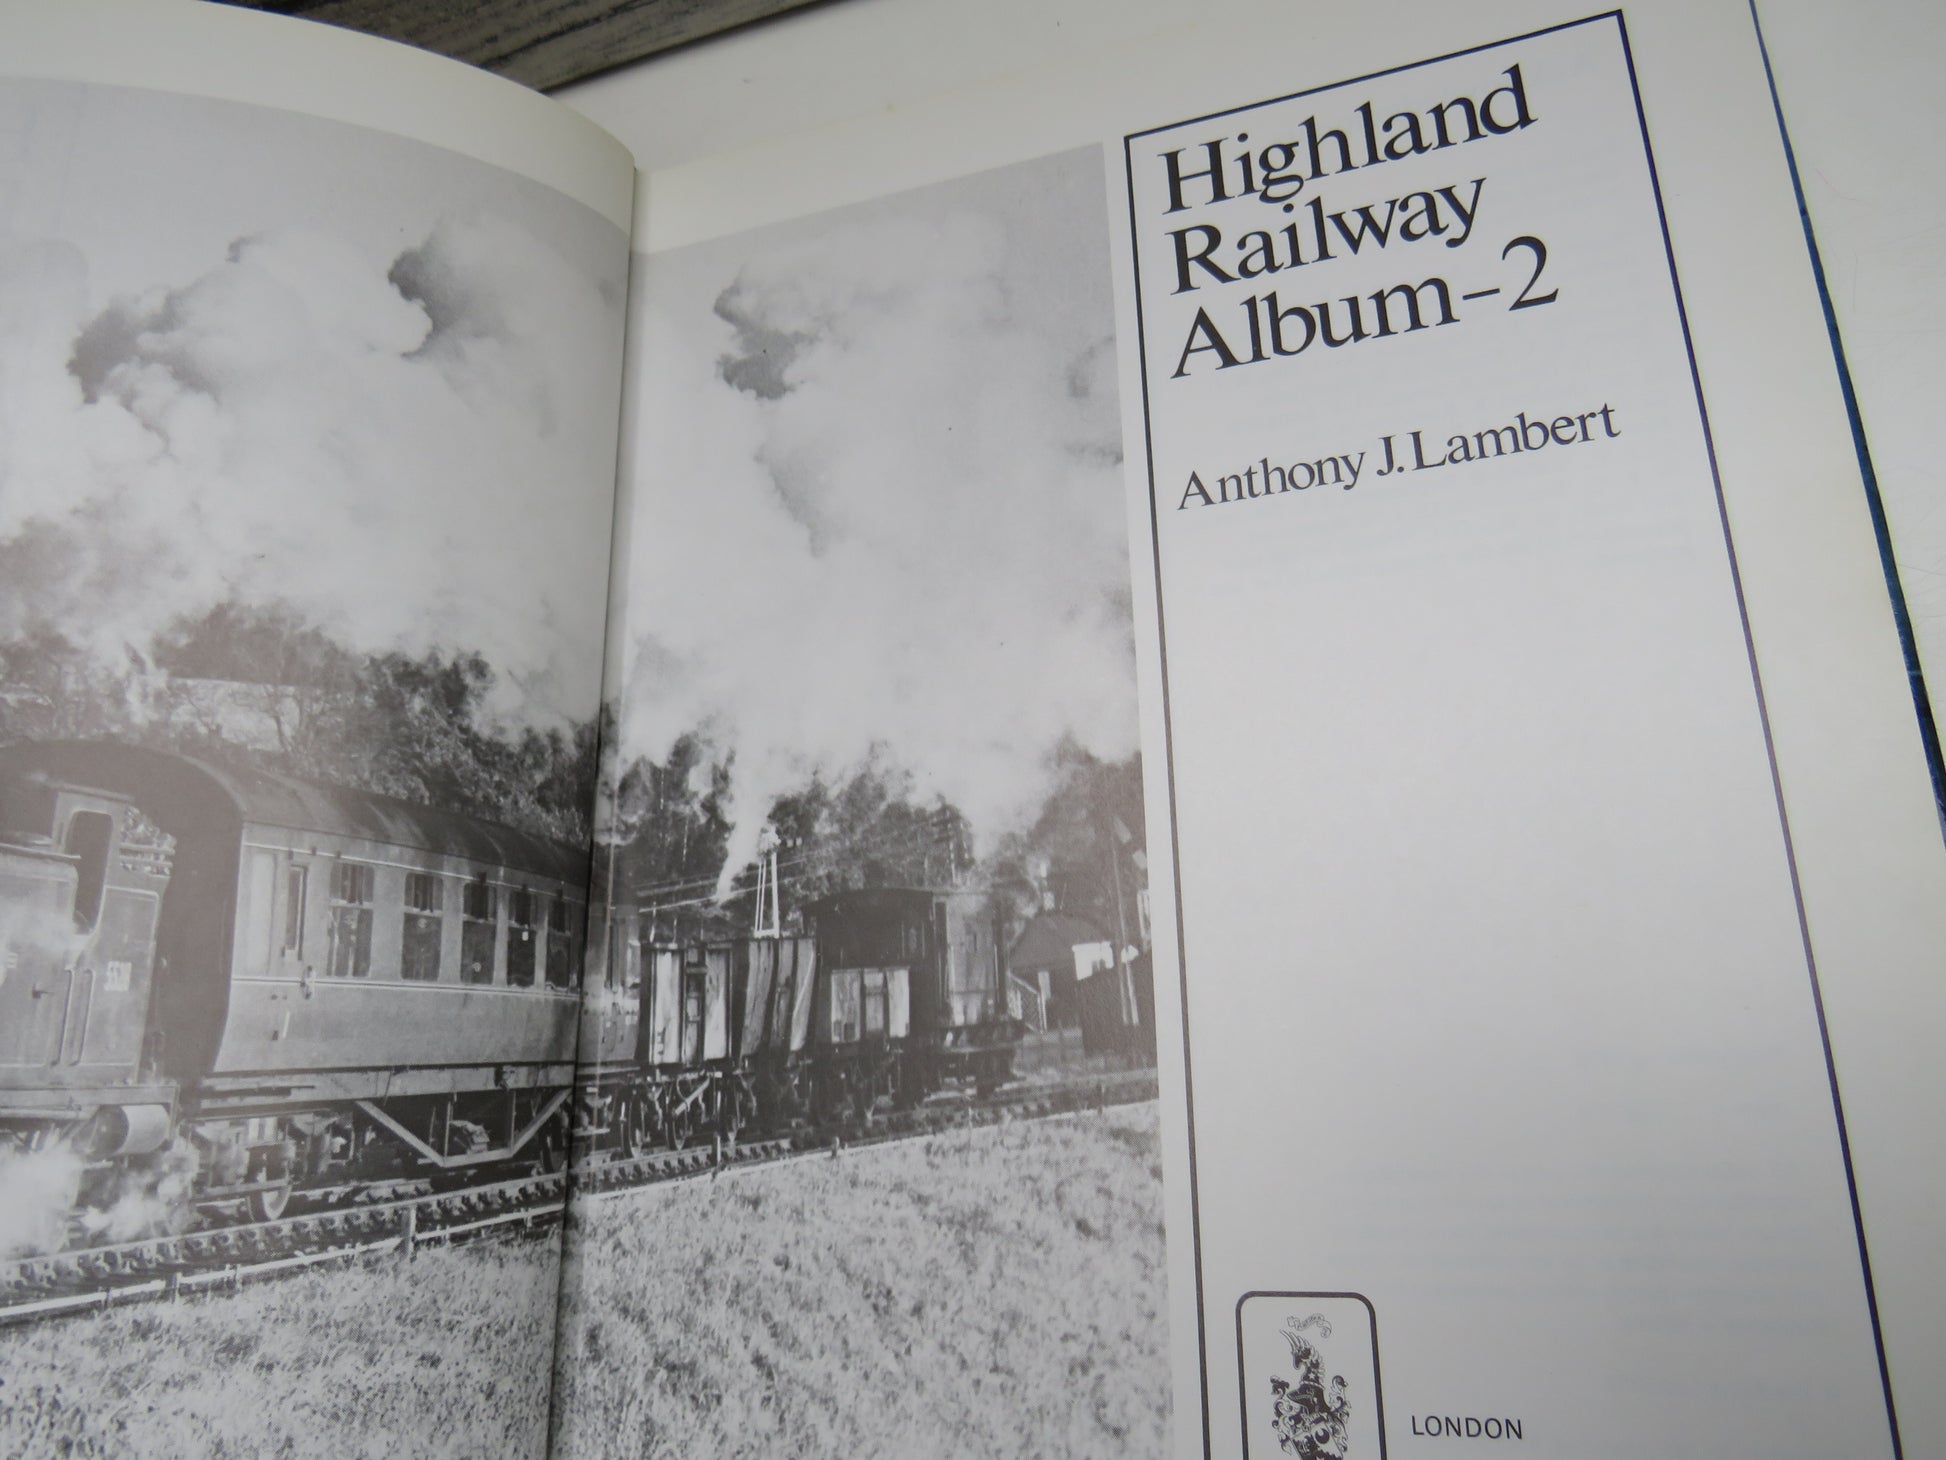 Highland
Railway
Album-2
Anthony J. Lambert
LONDON